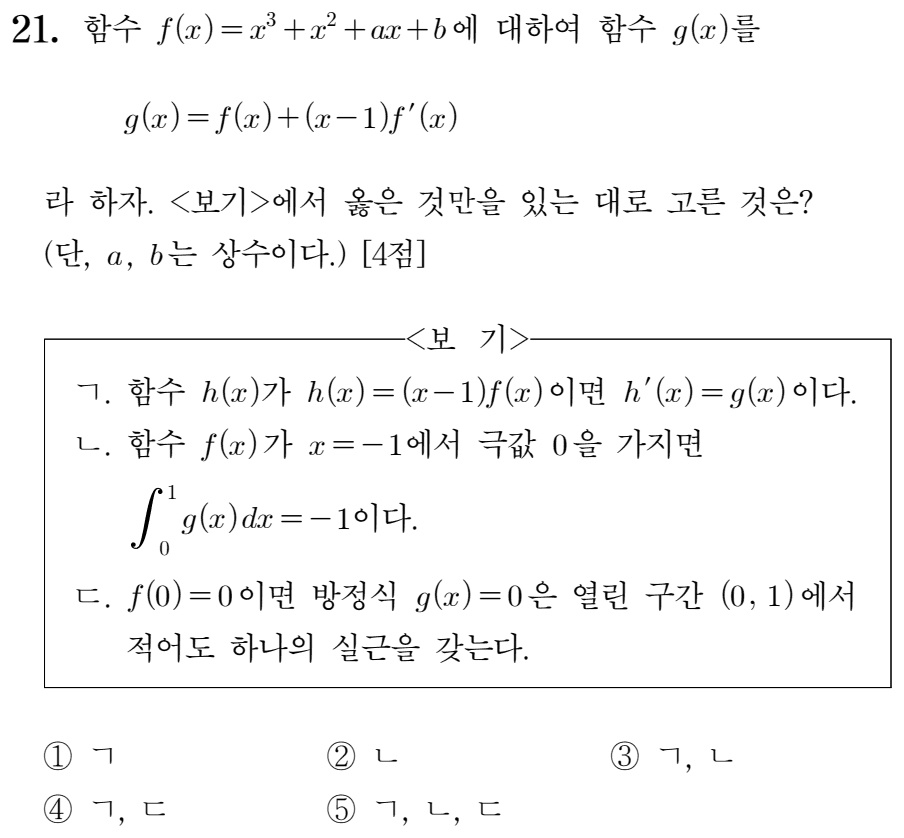 21. 함수 f(x)=x³+x²+ax+b에 대하여 함수 g(x)를
g(x)=f(x)+(x-1)f′(x)
라 하자. <보기>에서 옳은 것만을 있는 대로 고른 것은?
(단, a, b는 상수이다.) [4점]
<보 기>
ㄱ. 함수 h(x)가 h(x)=(x-1)f(x)이면 h′(x)=g(x)이다.
ㄴ. 함수 f(x)가 x=-1에서 극값 0을 가지면
∫₀¹ g(x)dx=-1이다.
ㄷ. f(0)=0이면 방정식 g(x)=0은 열린 구간 (0, 1)에서
적어도 하나의 실근을 갖는다.
① ㄱ ② ㄴ ③ ㄱ, ㄴ
④ ㄱ, ㄷ ⑤ ㄱ, ㄴ, ㄷ